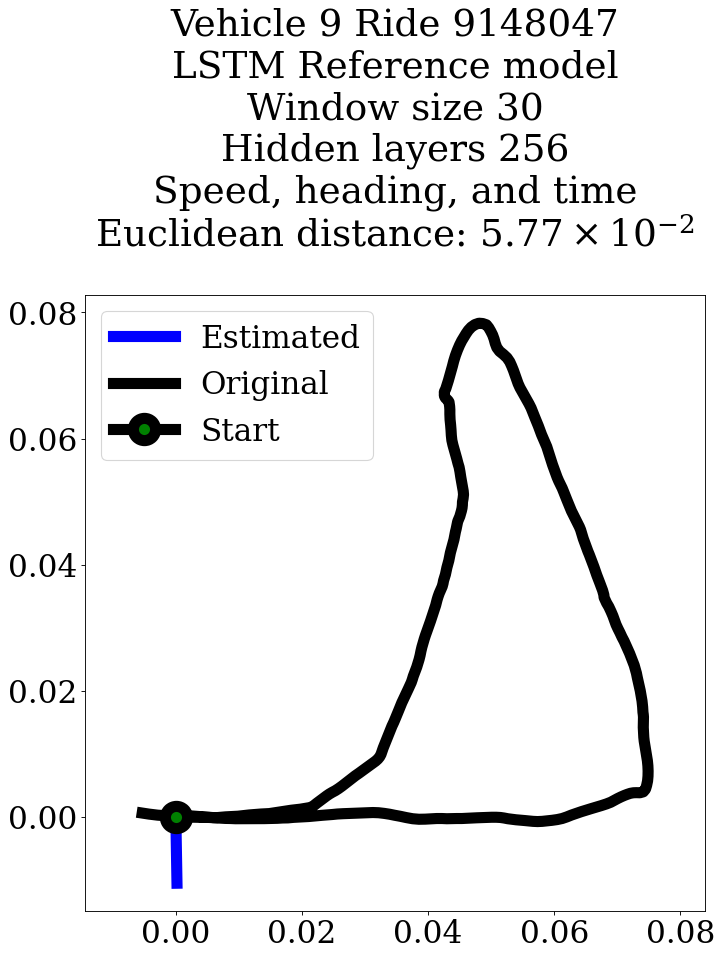 Vehicle 9 Ride 9148047
LSTM Reference model
Window size 30
Hidden layers 256
Speed, heading, and time
Euclidean distance: 5.77 × 10⁻²
Estimated
Original
Start
0.08
0.06
0.04
0.02
0.00
0.00 0.02 0.04 0.06 0.08